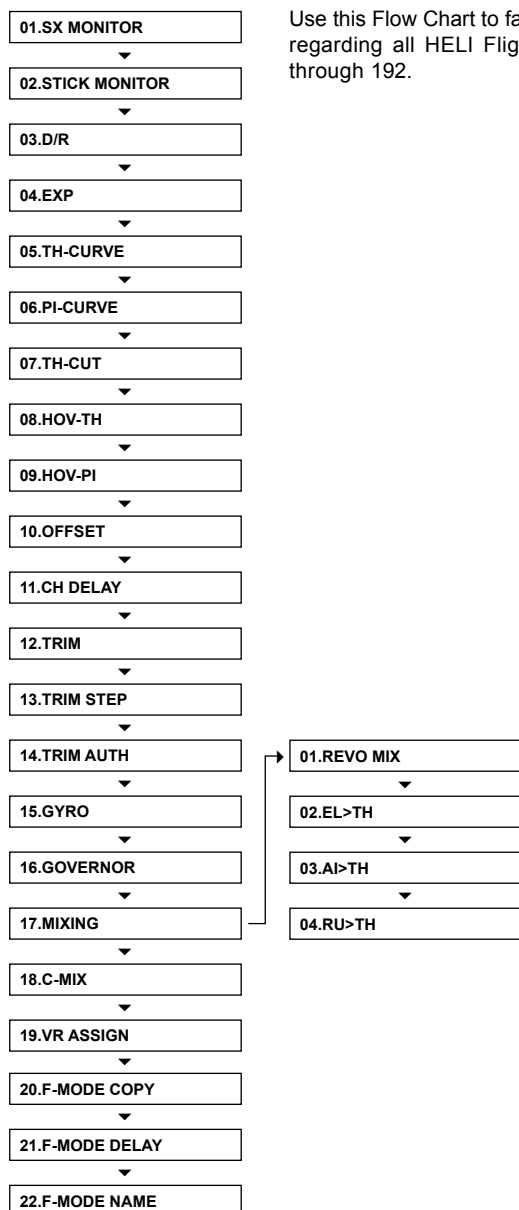 Use this Flow Chart to
regarding all HELI
through 192.
01.SX MONITOR
02.STICK MONITOR
03.D/R
04.EXP
05.TH-CURVE
06.PI-CURVE
07.TH-CUT
08.HOV-TH
09.HOV-PI
10.OFFSET
11.CH DELAY
12.TRIM
13.TRIM STEP
14.TRIM AUTH
15.GYRO
16.GOVERNOR
17.MIXING
18.C-MIX
19.VR ASSIGN
20.F-MODE COPY
21.F-MODE DELAY
22.F-MODE NAME
01.REVO MIX
02.EL>TH
03.AI>TH
04.RU>TH